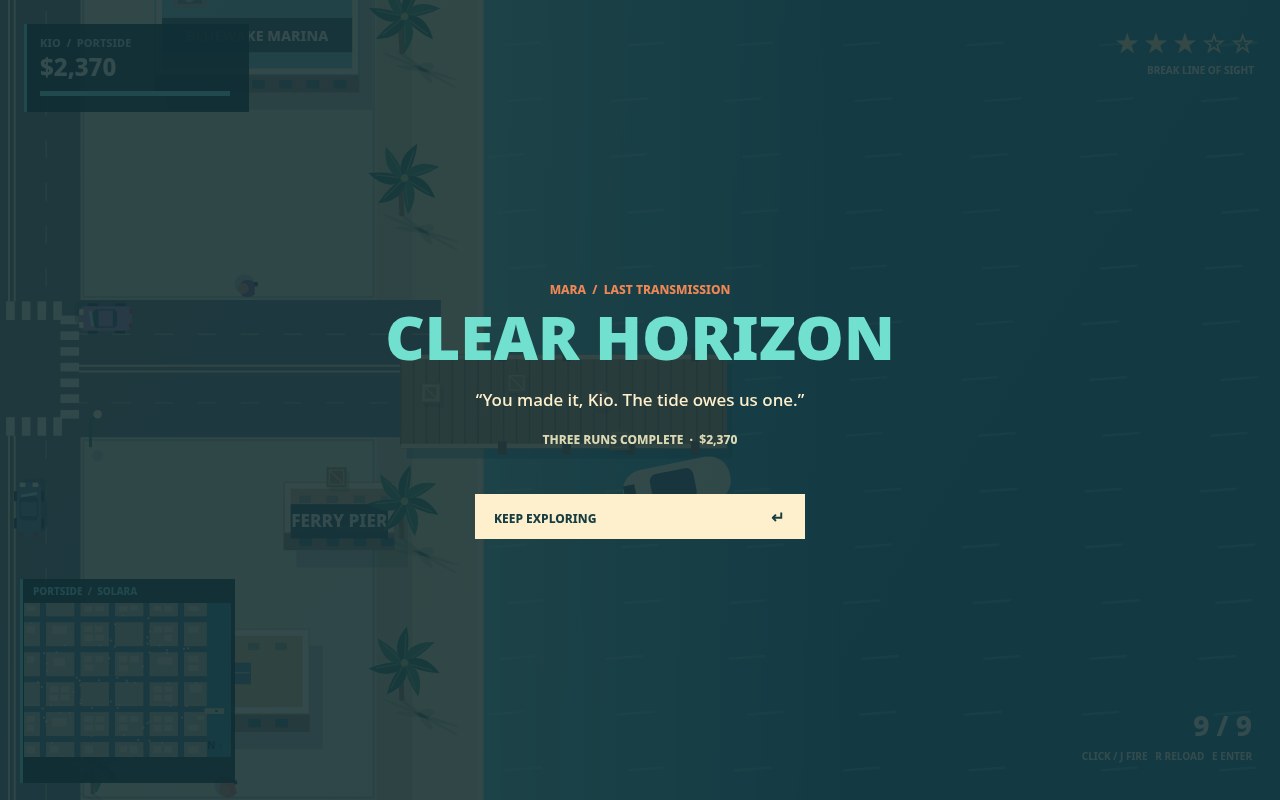 KIO / PORTSIDE
$2,370
MARINA
BREAK LINE OF SIGHT
MARA / LAST TRANSMISSION
CLEAR HORIZON
“You made it, Kio. The tide owes us one.”
THREE RUNS COMPLETE · $2,370
KEEP EXPLORING ↵
FERRY PIER
PORTSIDE / SOLARA
9 / 9
CLICK / J FIRE R RELOAD E ENTER